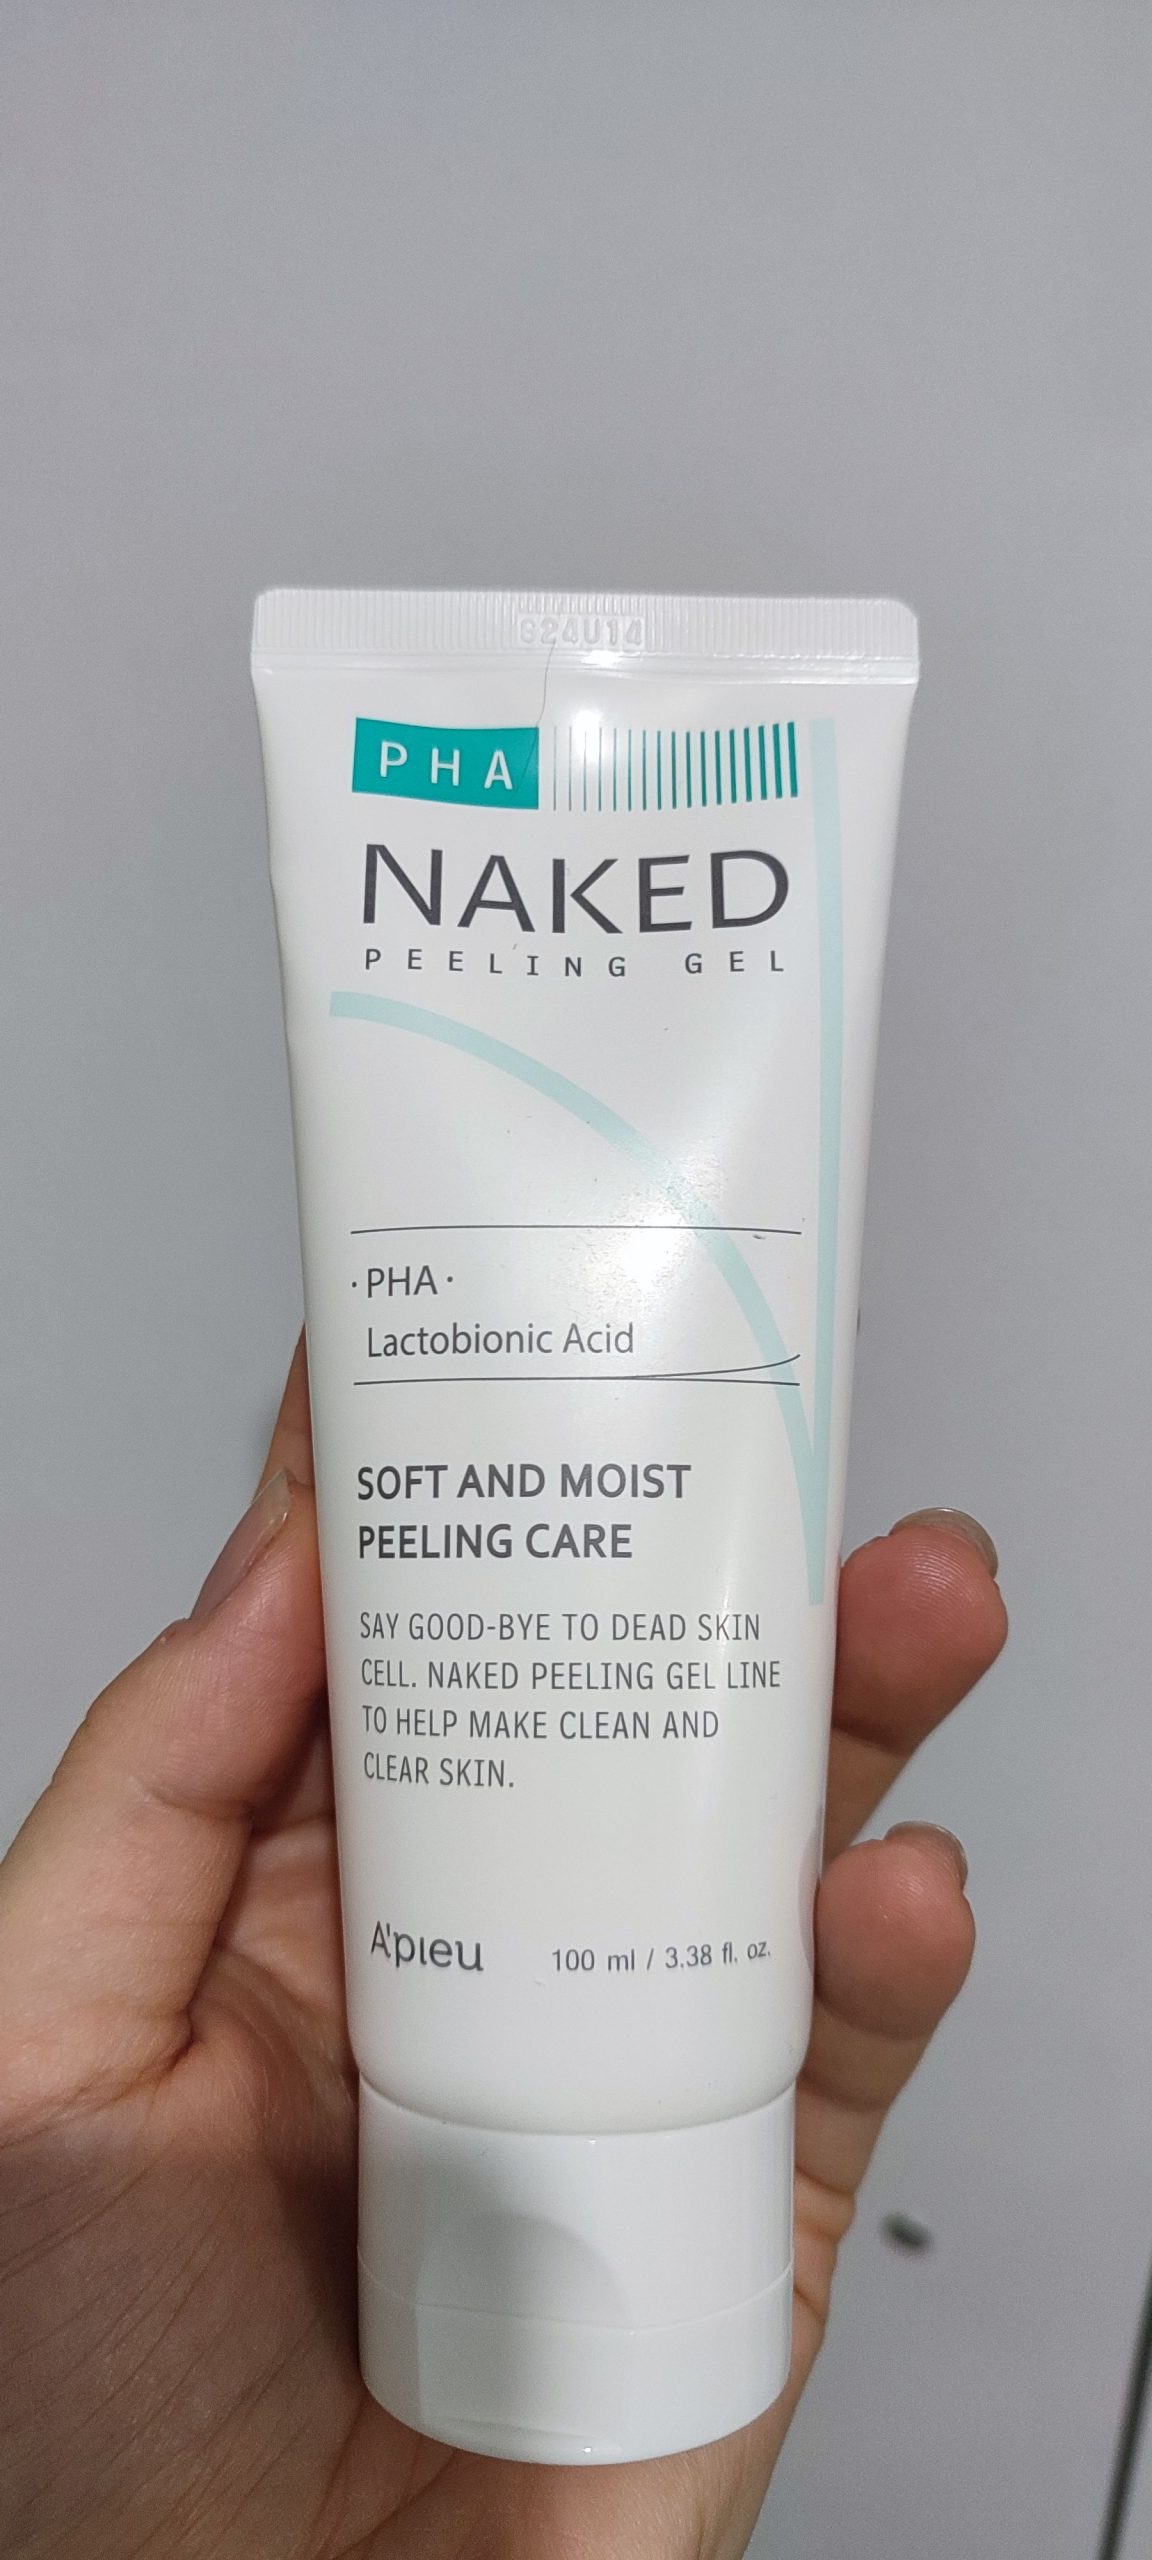 G24U14
PHA
NAKED
PEELING GEL
· PHA ·
Lactobionic Acid
SOFT AND MOIST
PEELING CARE
SAY GOOD-BYE TO DEAD SKIN
CELL. NAKED PEELING GEL LINE
TO HELP MAKE CLEAN AND
CLEAR SKIN.
A'pieu 100 ml / 3.38 fl. oz.